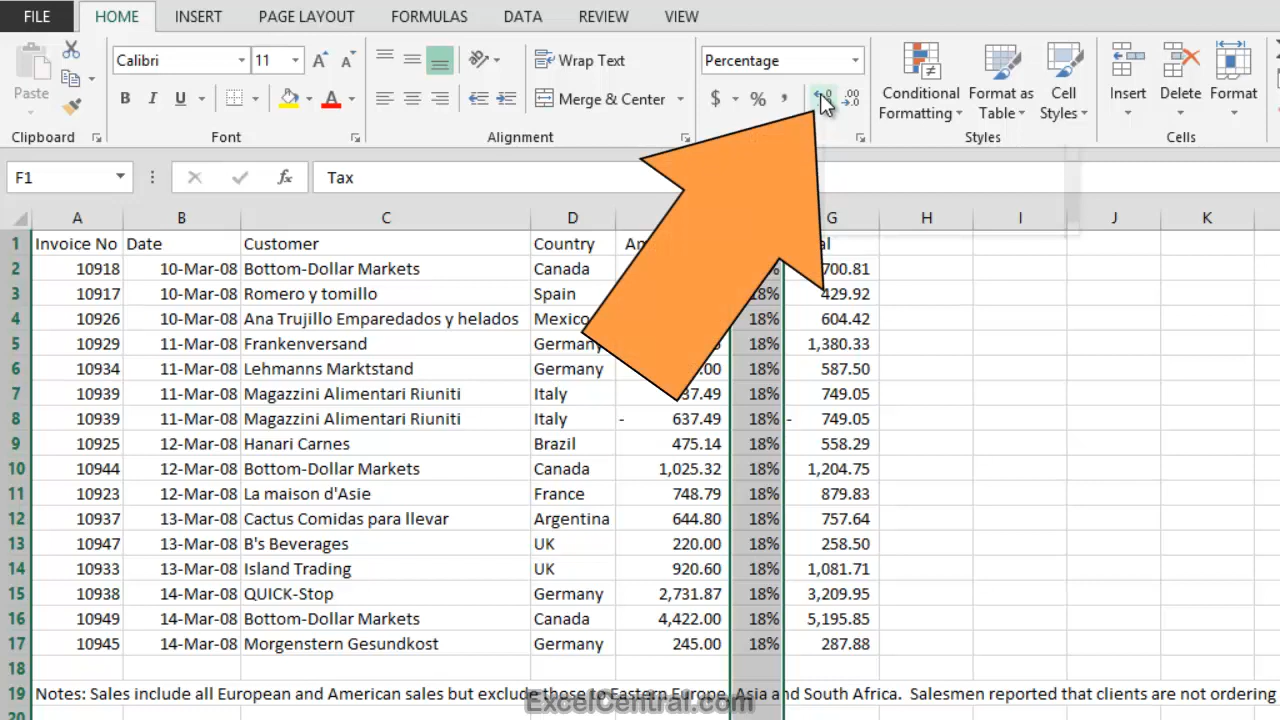 FILE HOME INSERT PAGE LAYOUT FORMULAS DATA REVIEW VIEW
Calibri 11 A A Wrap Text Percentage
Paste B I U A Merge & Center $ % , .0 .00 .0 Conditional Formatting Format as Table Cell Styles Insert Delete Format
Clipboard Font Alignment Styles Cells
F1 fx Tax
A B C D G H I J K
1 Invoice No Date Customer Country
2 10918 10-Mar-08 Bottom-Dollar Markets Canada 700.81
3 10917 10-Mar-08 Romero y tomillo Spain 18% 429.92
4 10926 10-Mar-08 Ana Trujillo Emparedados y helados Mexico 18% 604.42
5 10929 11-Mar-08 Frankenversand Germany 18% 1,380.33
6 10934 11-Mar-08 Lehmanns Marktstand Germany 18% 587.50
7 10939 11-Mar-08 Magazzini Alimentari Riuniti Italy 18% 749.05
8 10939 11-Mar-08 Magazzini Alimentari Riuniti Italy - 637.49 18% - 749.05
9 10925 12-Mar-08 Hanari Carnes Brazil 475.14 18% 558.29
10 10944 12-Mar-08 Bottom-Dollar Markets Canada 1,025.32 18% 1,204.75
11 10923 12-Mar-08 La maison d'Asie France 748.79 18% 879.83
12 10937 13-Mar-08 Cactus Comidas para llevar Argentina 644.80 18% 757.64
13 10947 13-Mar-08 B's Beverages UK 220.00 18% 258.50
14 10933 13-Mar-08 Island Trading UK 920.60 18% 1,081.71
15 10938 14-Mar-08 QUICK-Stop Germany 2,731.87 18% 3,209.95
16 10949 14-Mar-08 Bottom-Dollar Markets Canada 4,422.00 18% 5,195.85
17 10945 14-Mar-08 Morgenstern Gesundkost Germany 245.00 18% 287.88
18
19 Notes: Sales include all European and American sales but exclude those to Eastern Europe, Asia and South Africa. Salesmen reported that clients are not ordering
ExcelCentral.com
20